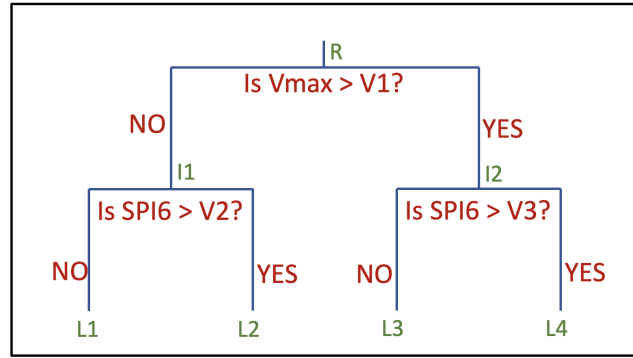 R
Is Vmax > V1?
NO
YES
I1
I2
Is SPI6 > V2?
Is SPI6 > V3?
NO
YES
NO
YES
L1
L2
L3
L4